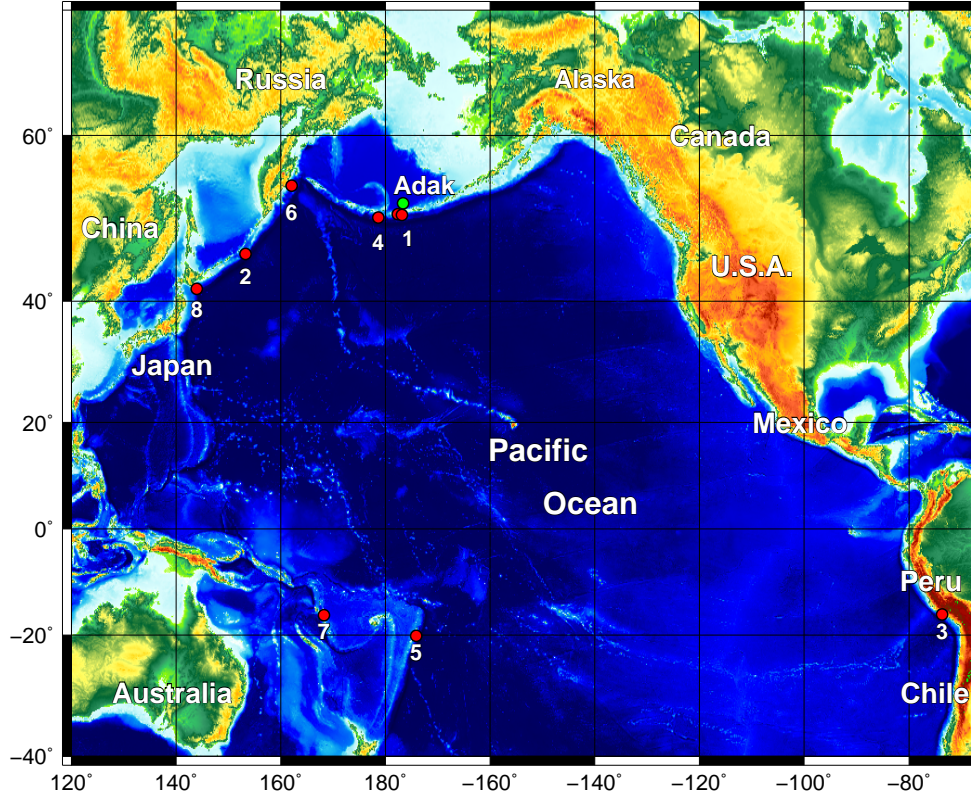 Russia
Alaska
60˚
Canada
Adak
6
China
4
1
2
U.S.A.
8
40˚
Japan
20˚
Mexico
Pacific
Ocean
0˚
Peru
7
3
−20˚
5
Australia
Chile
−40˚
120˚ 140˚ 160˚ 180˚ −160˚ −140˚ −120˚ −100˚ −80˚